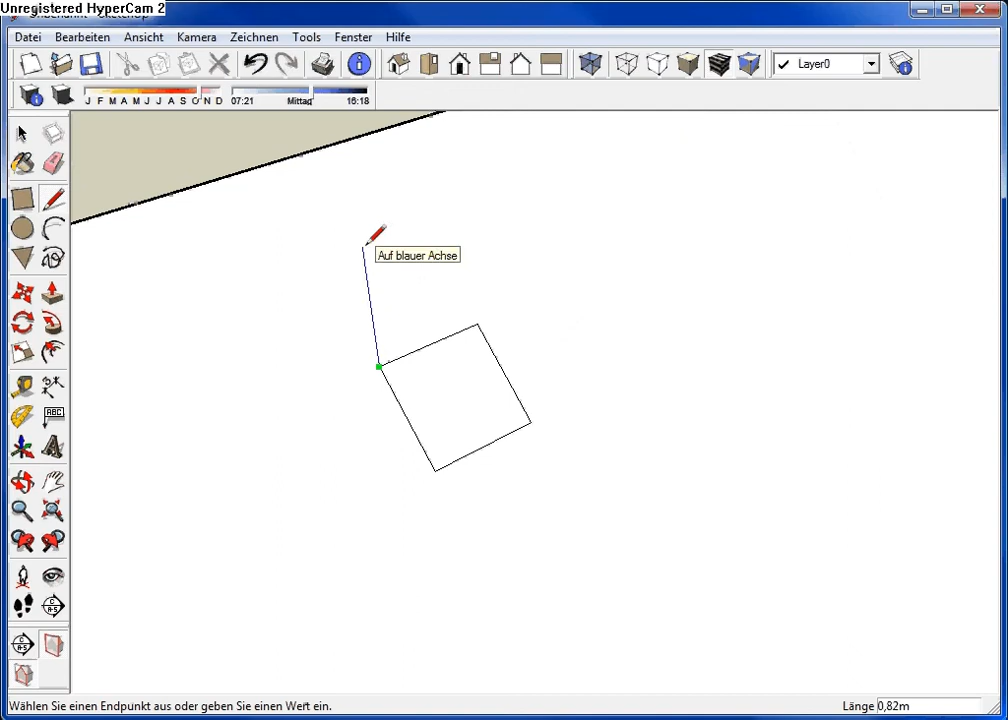 Unregistered HyperCam 2
Datei Bearbeiten Ansicht Kamera Zeichnen Tools Fenster Hilfe
Layer0
J F M A M J J A S O N D 07:21 Mittag 16:18
Auf blauer Achse
ABC
Wählen Sie einen Endpunkt aus oder geben Sie einen Wert ein. Länge 0,82m